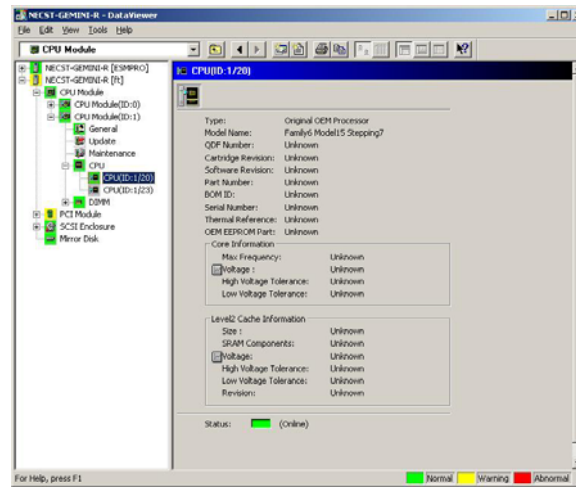 NECST-GEMINI-R - DataViewer
File Edit View Tools Help
CPU Module
NECST-GEMINI-R [ESMPRO]
NECST-GEMINI-R [ft]
CPU Module
CPU Module(ID:0)
CPU Module(ID:1)
General
Update
Maintenance
CPU
CPU(ID:1/20)
CPU(ID:1/23)
DIMM
PCI Module
SCSI Enclosure
Mirror Disk
CPU(ID:1/20)
Type: Original OEM Processor
Model Name: Family6 Model15 Stepping7
QDF Number: Unknown
Cartridge Revision: Unknown
Software Revision: Unknown
Part Number: Unknown
BOM ID: Unknown
Serial Number: Unknown
Thermal Reference: Unknown
OEM EEPROM Part: Unknown
Core Information
Max Frequency: Unknown
Voltage : Unknown
High Voltage Tolerance: Unknown
Low Voltage Tolerance: Unknown
Level2 Cache Information
Size : Unknown
SRAM Components: Unknown
Voltage: Unknown
High Voltage Tolerance: Unknown
Low Voltage Tolerance: Unknown
Revision: Unknown
Status: (Online)
For Help, press F1
Normal Warning Abnormal